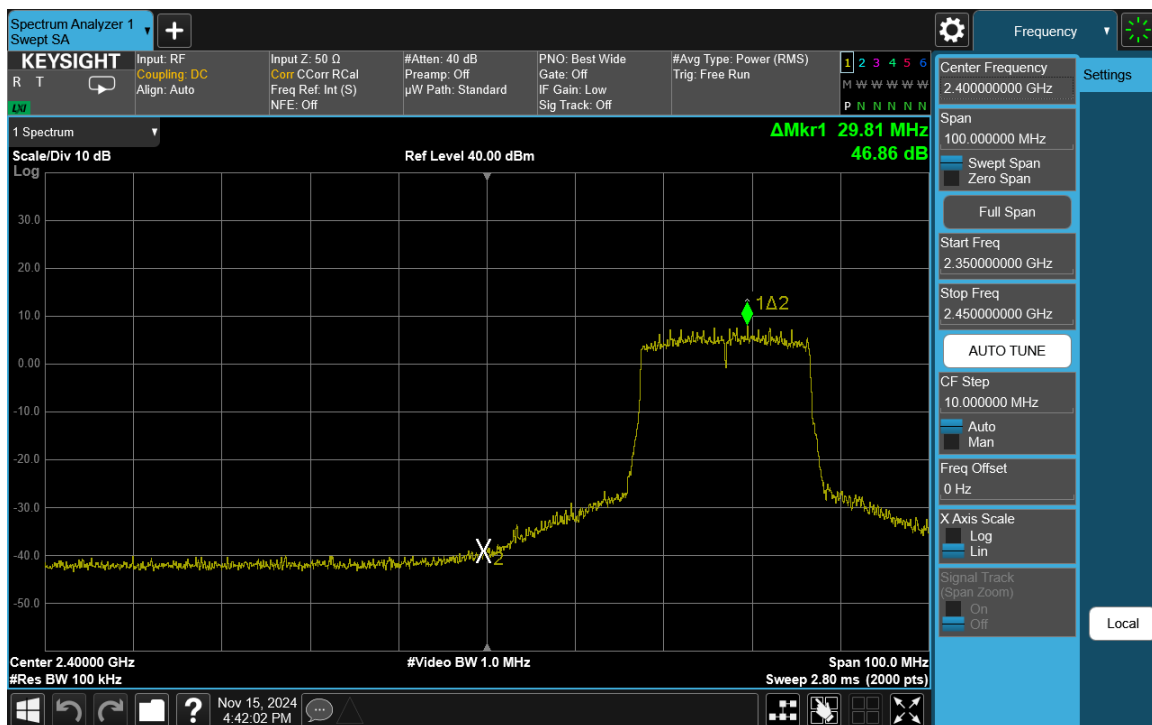 Spectrum Analyzer 1
Swept SA
Frequency
KEYSIGHT
R T
LXI
Input: RF
Coupling: DC
Align: Auto
Input Z: 50 Ω
Corr CCorr RCal
Freq Ref: Int (S)
NFE: Off
#Atten: 40 dB
Preamp: Off
µW Path: Standard
PNO: Best Wide
Gate: Off
IF Gain: Low
Sig Track: Off
#Avg Type: Power (RMS)
Trig: Free Run
1 2 3 4 5 6
M W W W W W
P N N N N N
1 Spectrum
Scale/Div 10 dB
Ref Level 40.00 dBm
ΔMkr1 29.81 MHz
46.86 dB
Log
30.0
20.0
10.0
0.00
-10.0
-20.0
-30.0
-40.0
-50.0
1Δ2
X2
Center 2.40000 GHz
#Video BW 1.0 MHz
Span 100.0 MHz
#Res BW 100 kHz
Sweep 2.80 ms (2000 pts)
Center Frequency
2.400000000 GHz
Settings
Span
100.000000 MHz
Swept Span
Zero Span
Full Span
Start Freq
2.350000000 GHz
Stop Freq
2.450000000 GHz
AUTO TUNE
CF Step
10.000000 MHz
Auto
Man
Freq Offset
0 Hz
X Axis Scale
Log
Lin
Signal Track
(Span Zoom)
On
Off
Local
?
Nov 15, 2024
4:42:02 PM